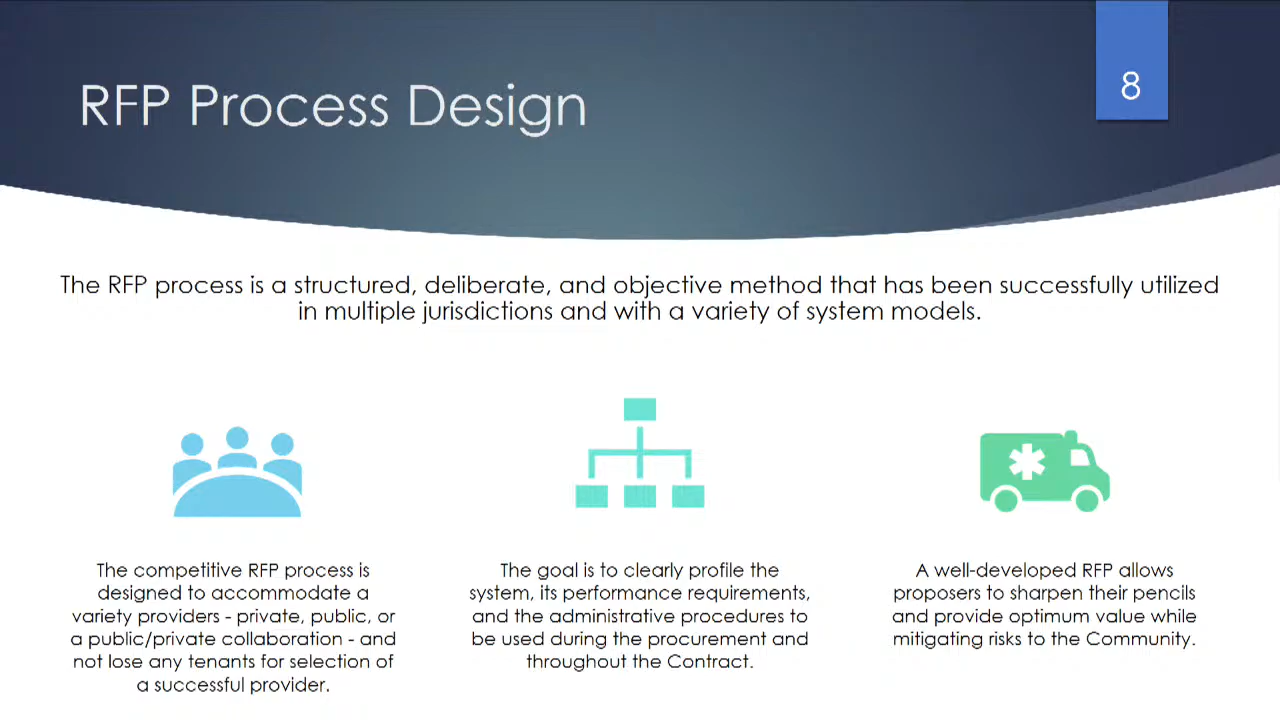 RFP Process Design
8
The RFP process is a structured, deliberate, and objective method that has been successfully utilized
in multiple jurisdictions and with a variety of system models.
The competitive RFP process is
designed to accommodate a
variety providers - private, public, or
a public/private collaboration - and
not lose any tenants for selection of
a successful provider.
The goal is to clearly profile the
system, its performance requirements,
and the administrative procedures to
be used during the procurement and
throughout the Contract.
A well-developed RFP allows
proposers to sharpen their pencils
and provide optimum value while
mitigating risks to the Community.